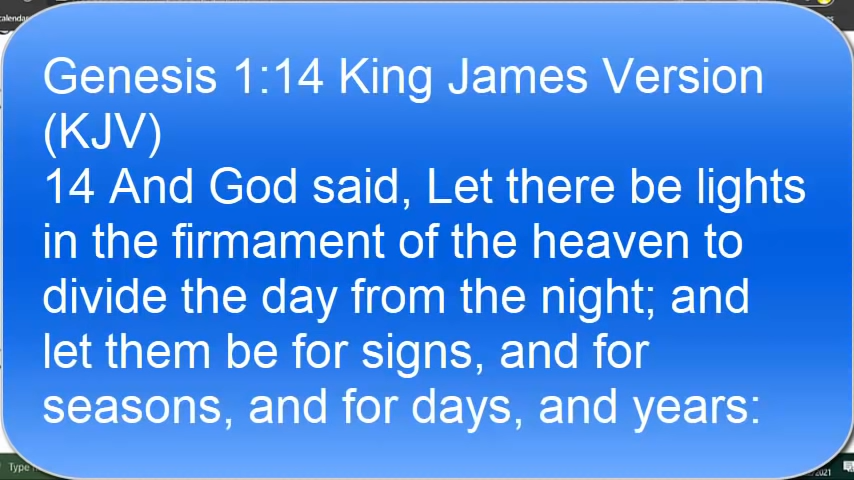 Genesis 1:14 King James Version
(KJV)
14 And God said, Let there be lights
in the firmament of the heaven to
divide the day from the night; and
let them be for signs, and for
seasons, and for days, and years:
Type
2021